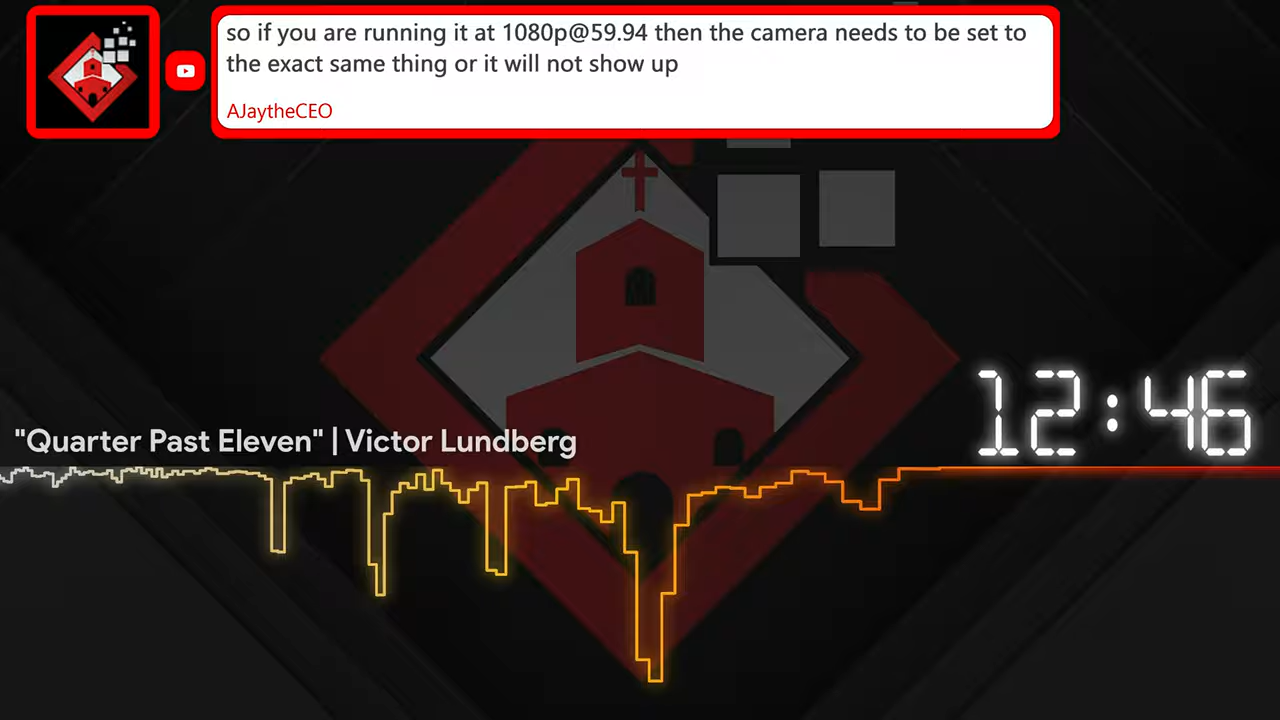 so if you are running it at 1080p@59.94 then the camera needs to be set to
the exact same thing or it will not show up
AJaytheCEO
12:46
"Quarter Past Eleven" | Victor Lundberg